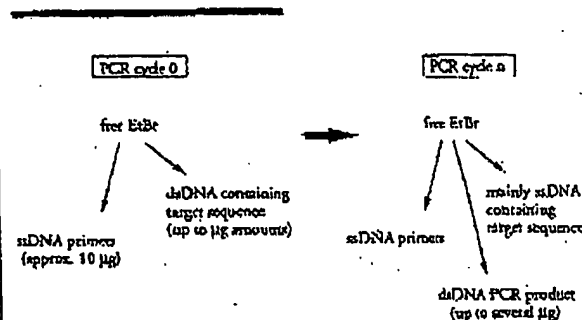 PCR cycle 0
free EtBr
dsDNA containing
target sequence
(up to µg amounts)
ssDNA primers
(approx. 10 µg)
PCR cycle n
free EtBr
mainly ssDNA
containing
target sequence
ssDNA primers
dsDNA PCR product
(up to several µg)